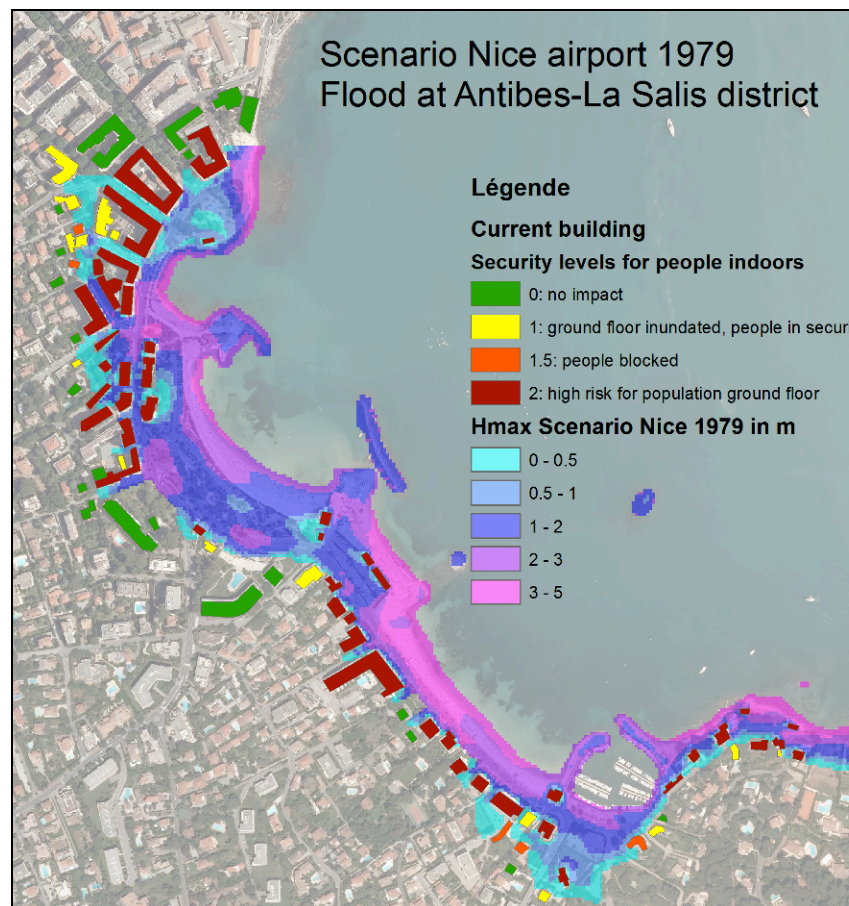 Scenario Nice airport 1979
Flood at Antibes-La Salis district
Légende
Current building
Security levels for people indoors
0: no impact
1: ground floor inundated, people in secur
1.5: people blocked
2: high risk for population ground floor
Hmax Scenario Nice 1979 in m
0 - 0.5
0.5 - 1
1 - 2
2 - 3
3 - 5